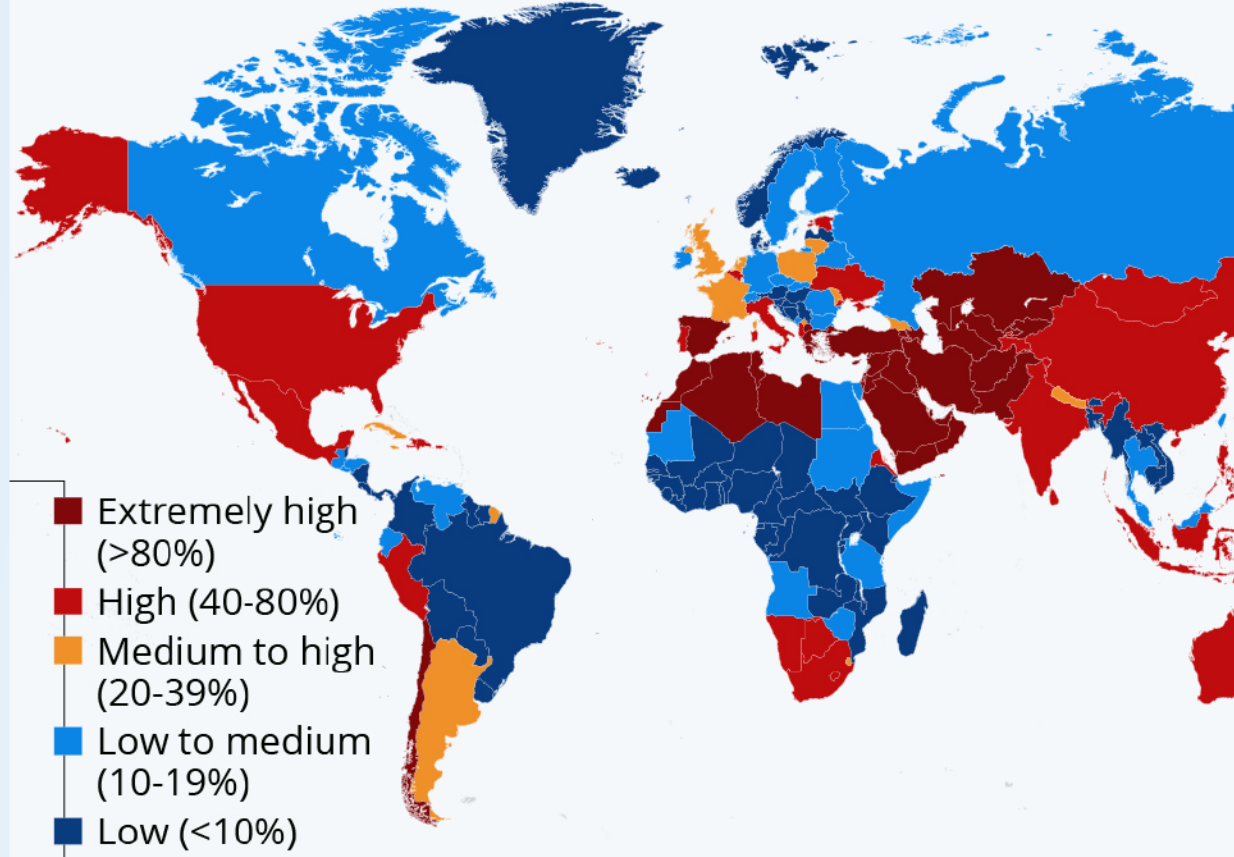 Extremely high
(>80%)
High (40-80%)
Medium to high
(20-39%)
Low to medium
(10-19%)
Low (<10%)